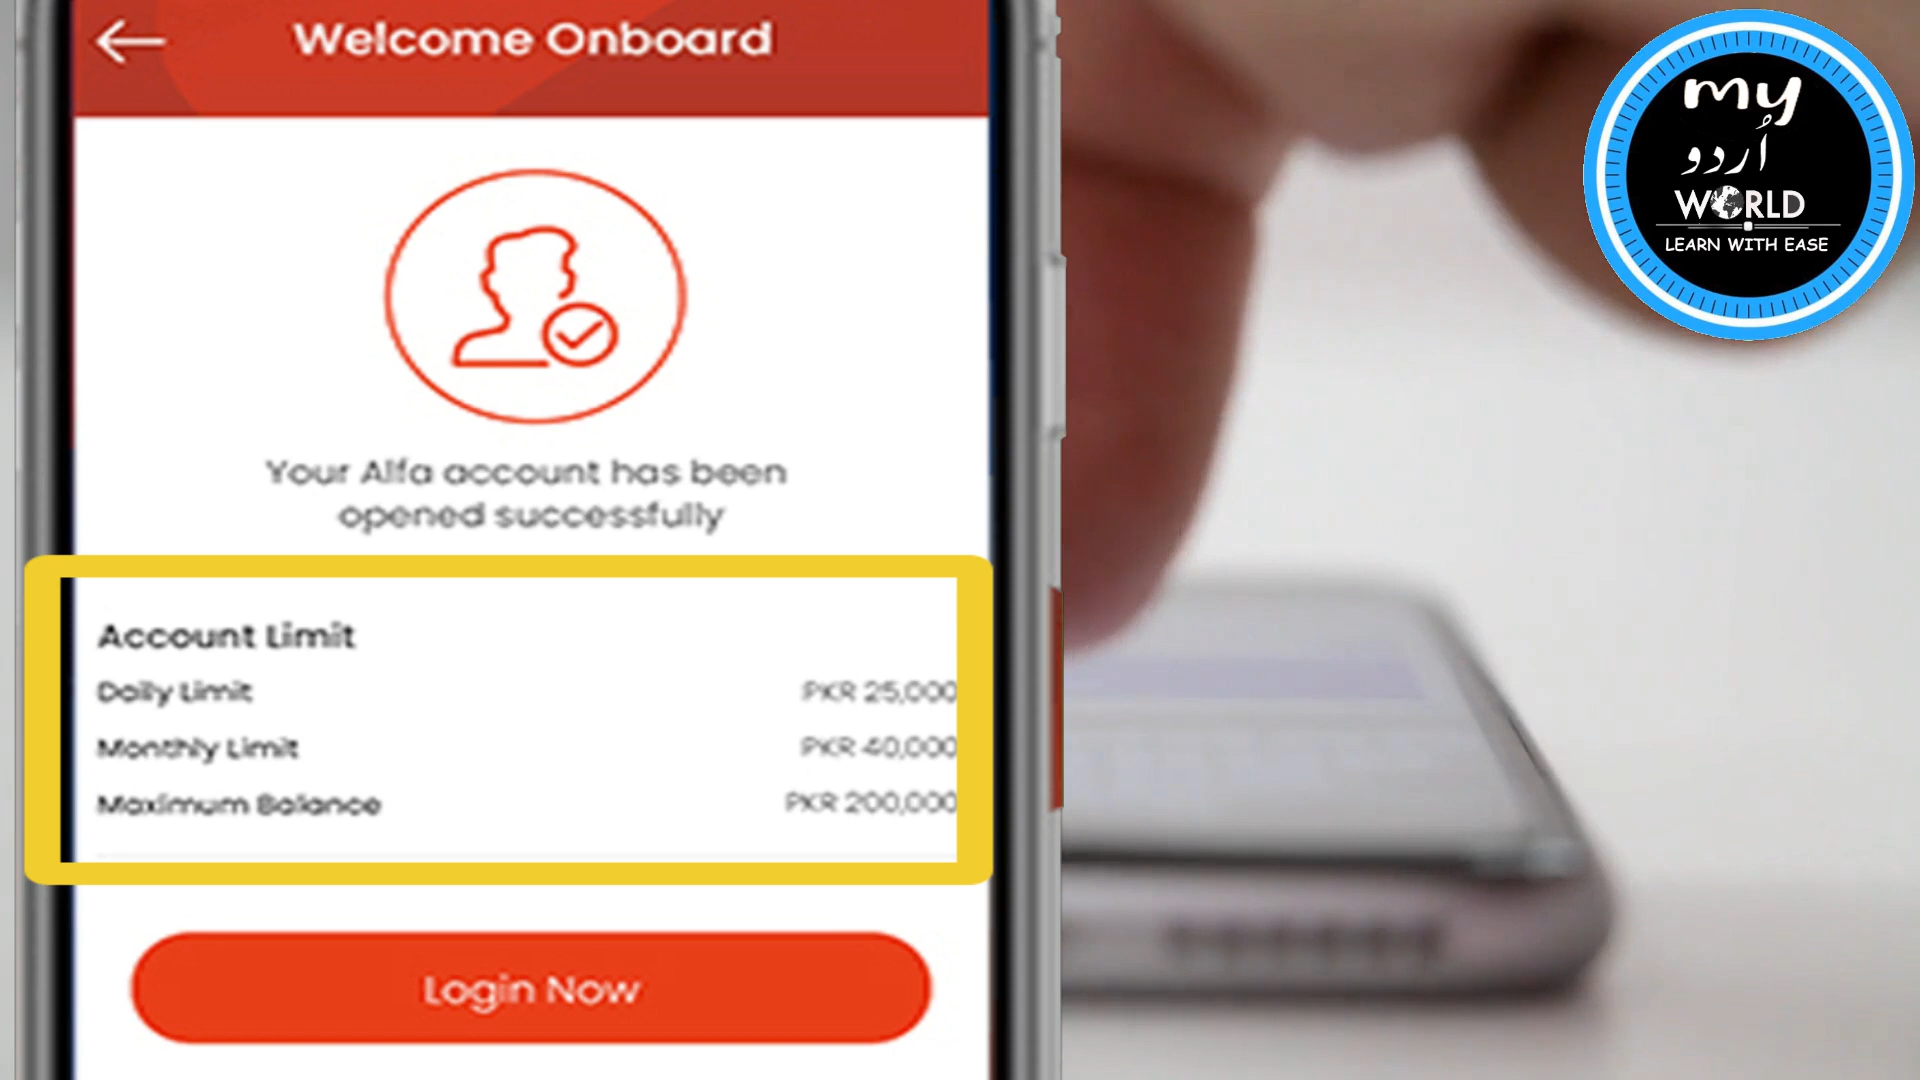 Welcome Onboard
Your Alfa account has been
opened successfully
Account Limit
Daily Limit PKR 25,000
Monthly Limit PKR 40,000
Maximum Balance PKR 200,000
Login Now
my
اُردو
WORLD
LEARN WITH EASE